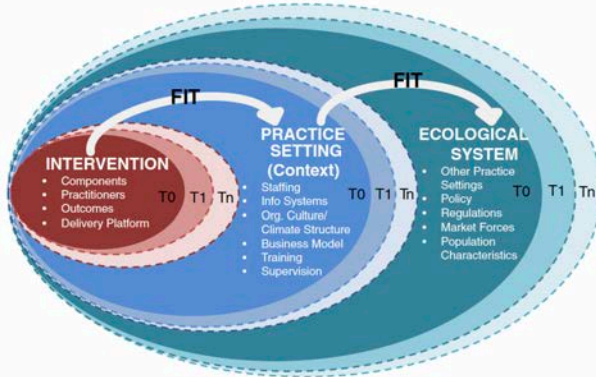 FIT
FIT
INTERVENTION
• Components
• Practitioners
• Outcomes
• Delivery Platform
T0 T1 Tn
PRACTICE
SETTING
(Context)
• Staffing
• Info Systems
• Org. Culture/
Climate Structure
• Business Model
• Training
• Supervision
T0 T1 Tn
ECOLOGICAL
SYSTEM
• Other Practice
Settings
• Policy
• Regulations
• Market Forces
• Population
Characteristics
T0 T1 Tn